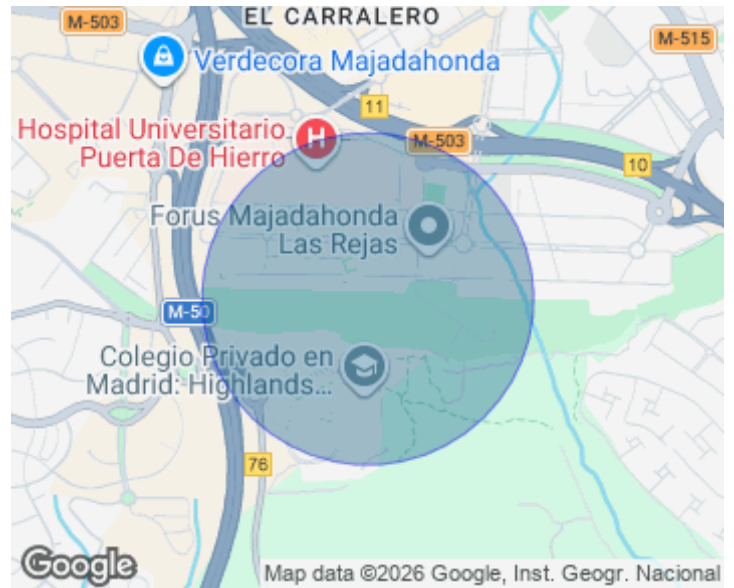 EL CARRALERO
M-503
M-515
Verdecora Majadahonda
11
Hospital Universitario
Puerta De Hierro
H
M-503
10
Forus Majadahonda
Las Rejas
M-50
Colegio Privado en
Madrid: Highlands...
76
Google
Map data ©2026 Google, Inst. Geogr. Nacional